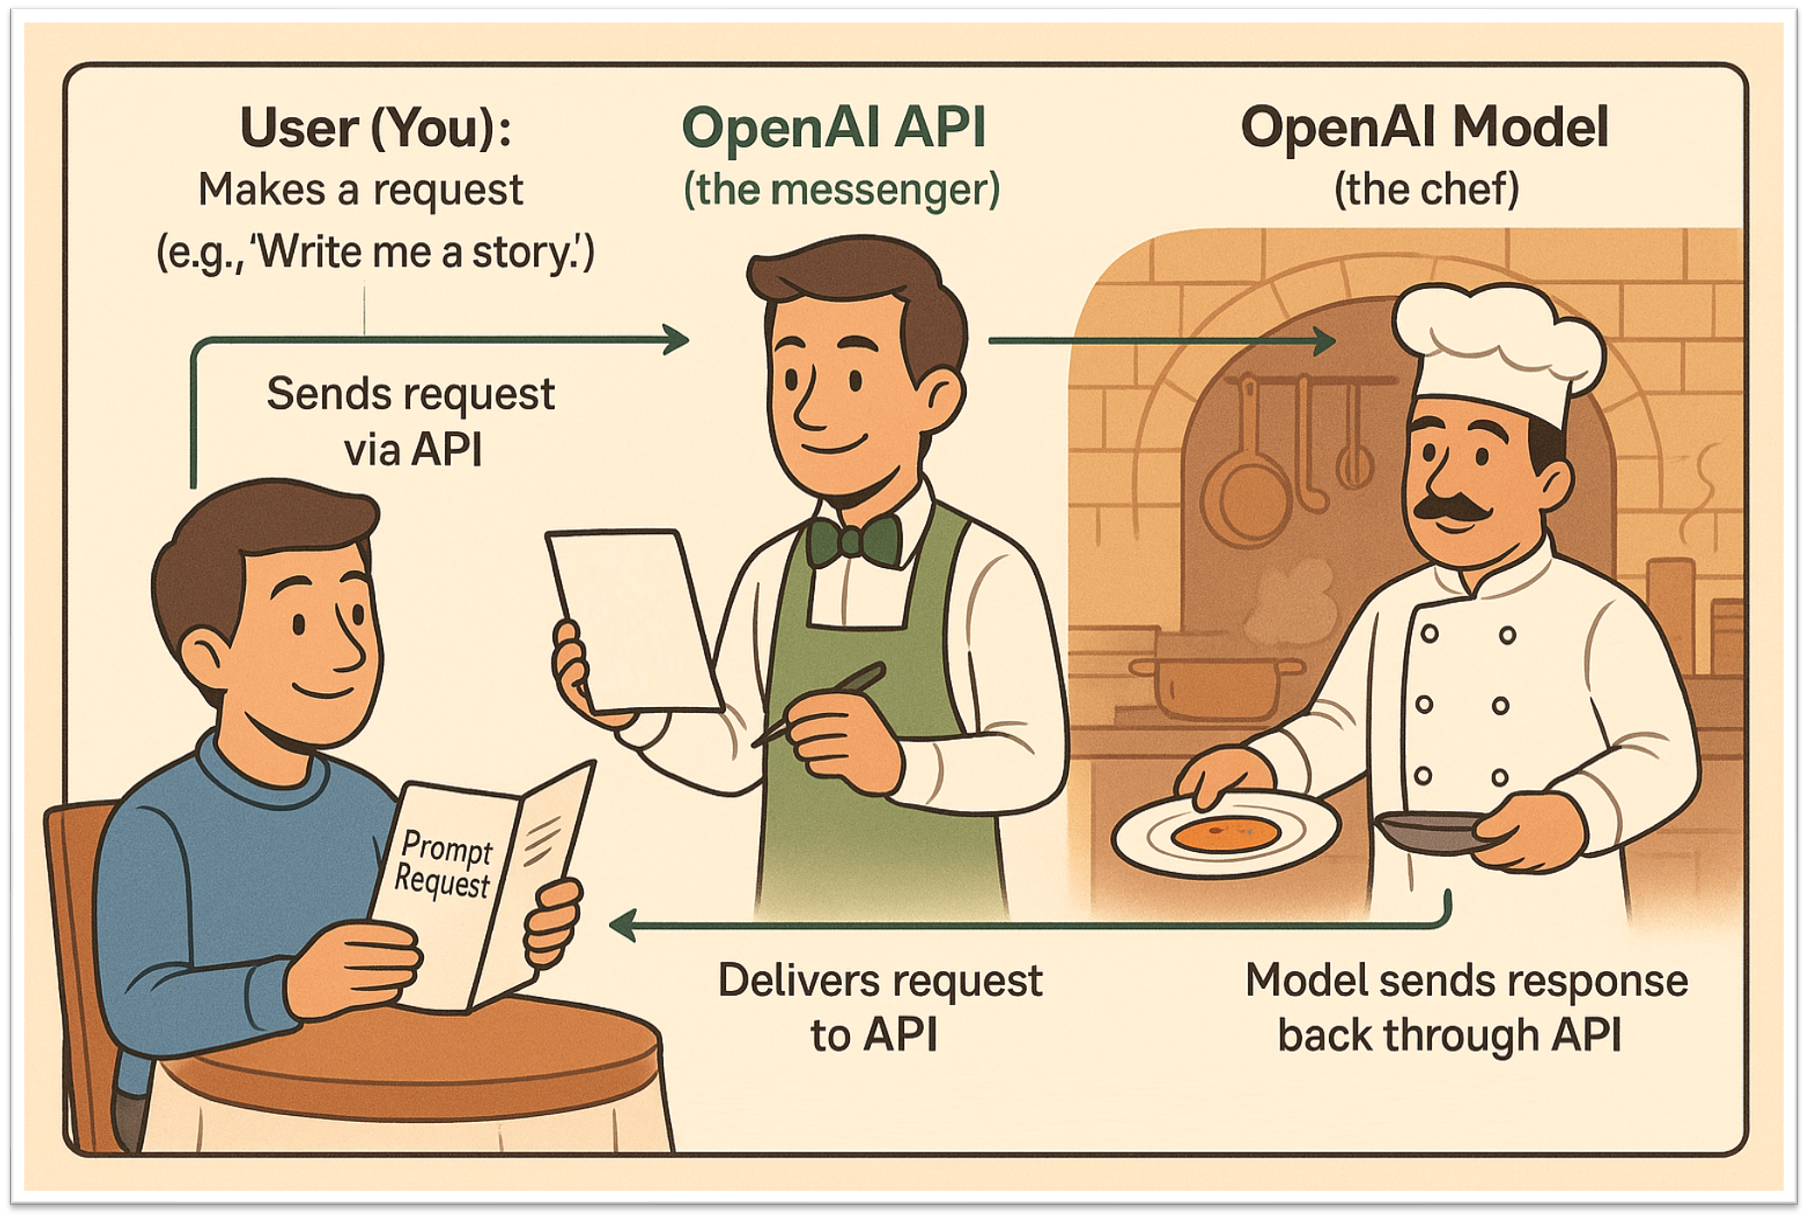 User (You):
Makes a request
(e.g., ‘Write me a story.’)
OpenAI API
(the messenger)
OpenAI Model
(the chef)
Sends request
via API
Prompt
Request
Delivers request
to API
Model sends response
back through API